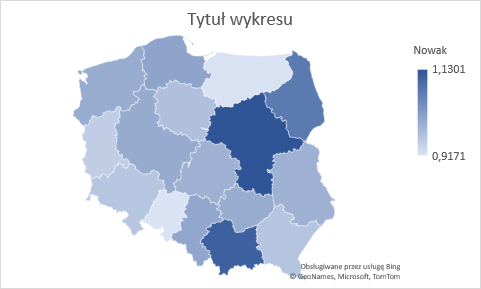 Tytuł wykresu
Nowak
1,1301
0,9171
Obsługiwane przez usługę Bing
© GeoNames, Microsoft, TomTom